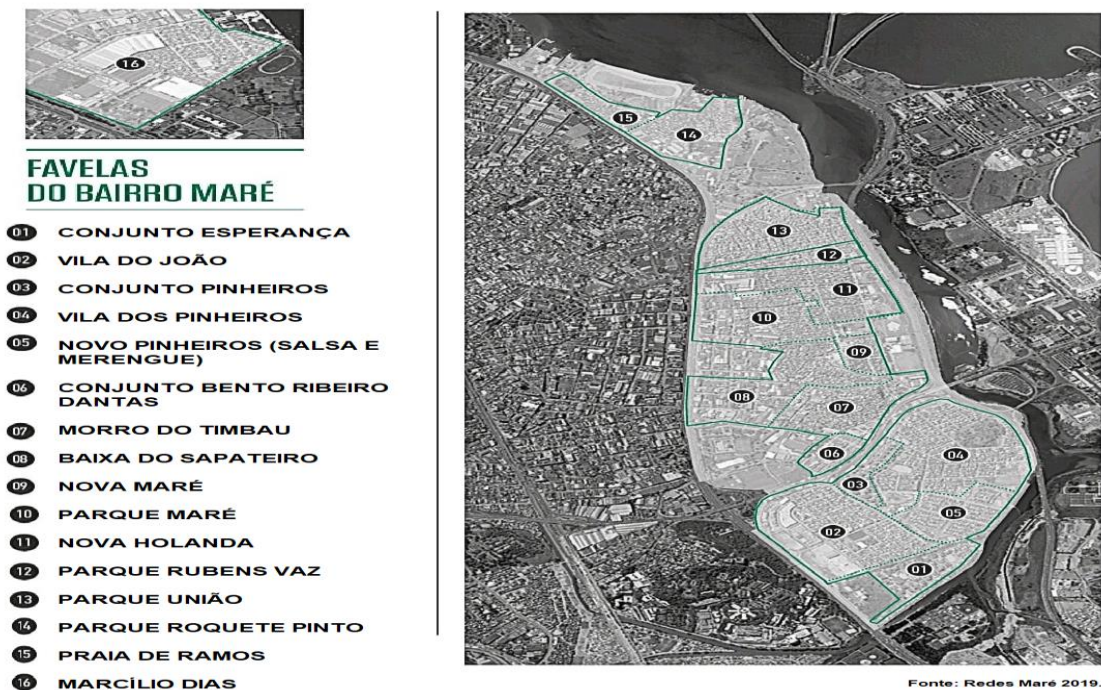 16
FAVELAS
DO BAIRRO MARÉ
01 CONJUNTO ESPERANÇA
02 VILA DO JOÃO
03 CONJUNTO PINHEIROS
04 VILA DOS PINHEIROS
05 NOVO PINHEIROS (SALSA E
MERENGUE)
06 CONJUNTO BENTO RIBEIRO
DANTAS
07 MORRO DO TIMBAU
08 BAIXA DO SAPATEIRO
09 NOVA MARÉ
10 PARQUE MARÉ
11 NOVA HOLANDA
12 PARQUE RUBENS VAZ
13 PARQUE UNIÃO
14 PARQUE ROQUETE PINTO
15 PRAIA DE RAMOS
16 MARCÍLIO DIAS
15
14
13
12
11
10
09
08
07
06
04
03
05
02
01
Fonte: Redes Maré 2019.